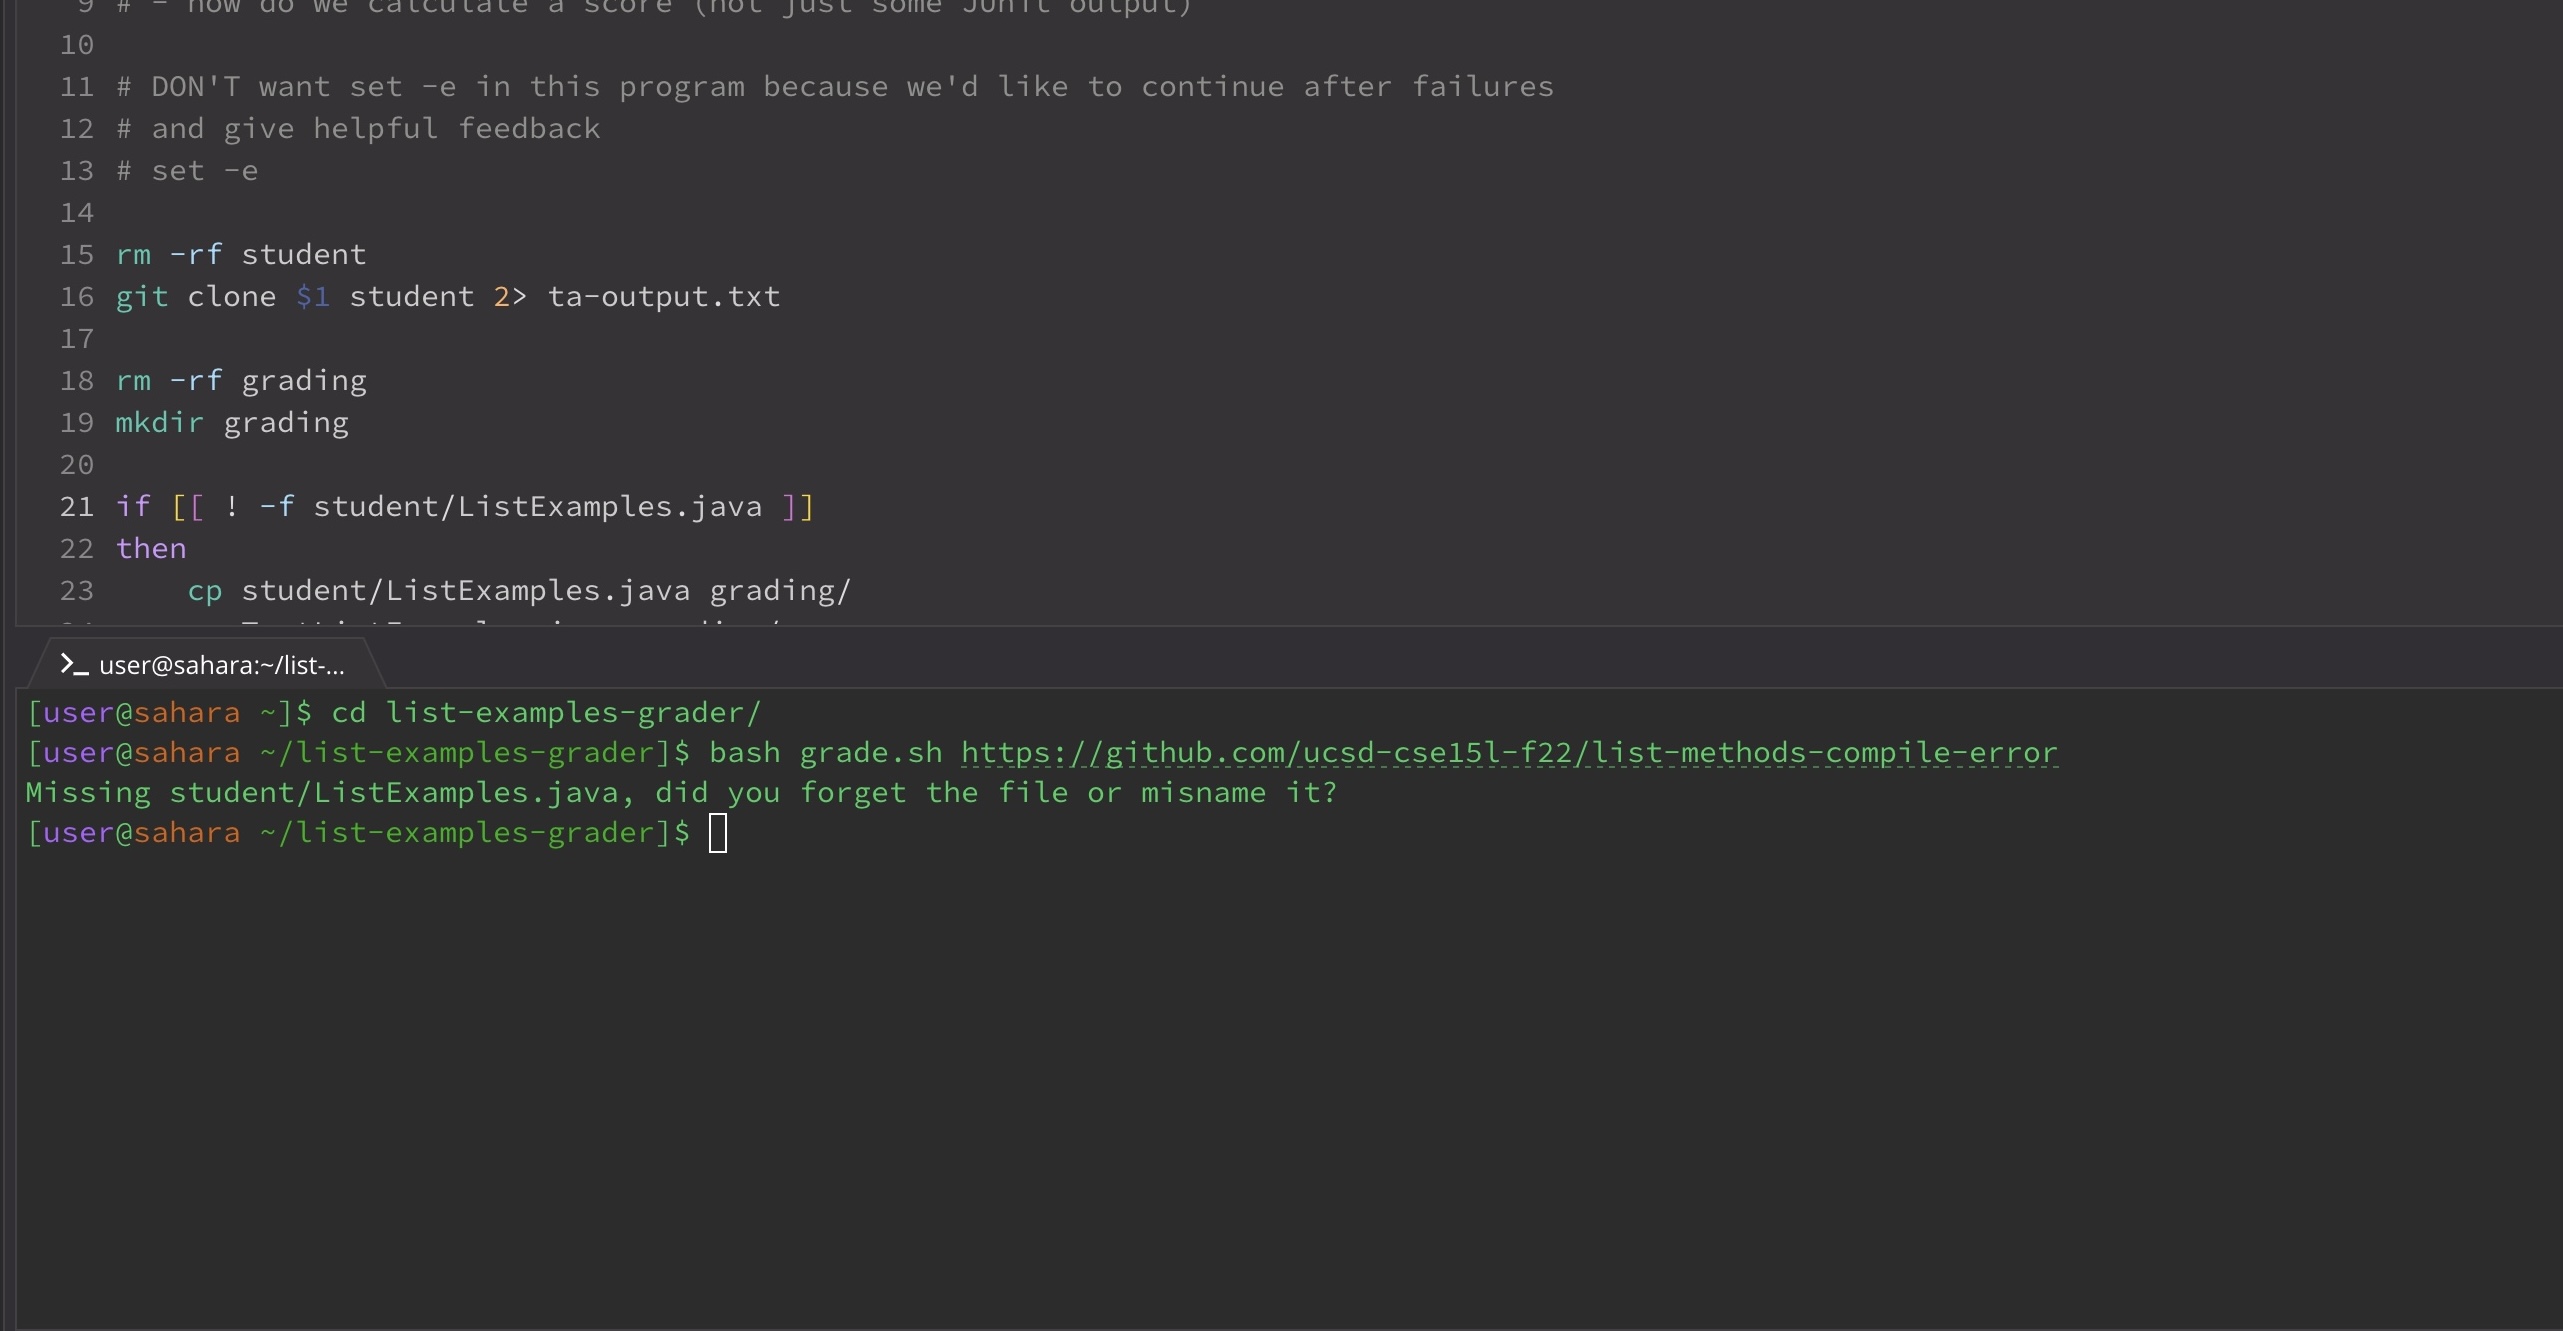 9 # - how do we calculate a score (not just some JUnit output)
10
11 # DON'T want set -e in this program because we'd like to continue after failures
12 # and give helpful feedback
13 # set -e
14
15 rm -rf student
16 git clone $1 student 2> ta-output.txt
17
18 rm -rf grading
19 mkdir grading
20
21 if [[ ! -f student/ListExamples.java ]]
22 then
23     cp student/ListExamples.java grading/
>_ user@sahara:~/list-...
[user@sahara ~]$ cd list-examples-grader/
[user@sahara ~/list-examples-grader]$ bash grade.sh https://github.com/ucsd-cse15l-f22/list-methods-compile-error
Missing student/ListExamples.java, did you forget the file or misname it?
[user@sahara ~/list-examples-grader]$